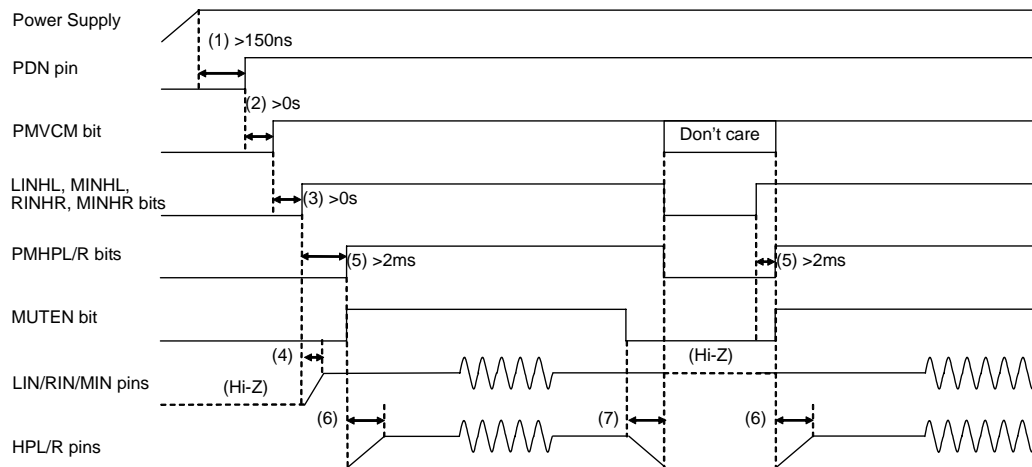 Power Supply
(1) >150ns
PDN pin
(2) >0s
PMVCM bit
Don't care
LINHL, MINHL,
RINHR, MINHR bits
(3) >0s
PMHPL/R bits
(5) >2ms
(5) >2ms
MUTEN bit
(4)
(Hi-Z)
LIN/RIN/MIN pins
(Hi-Z)
(6)
(7)
(6)
HPL/R pins